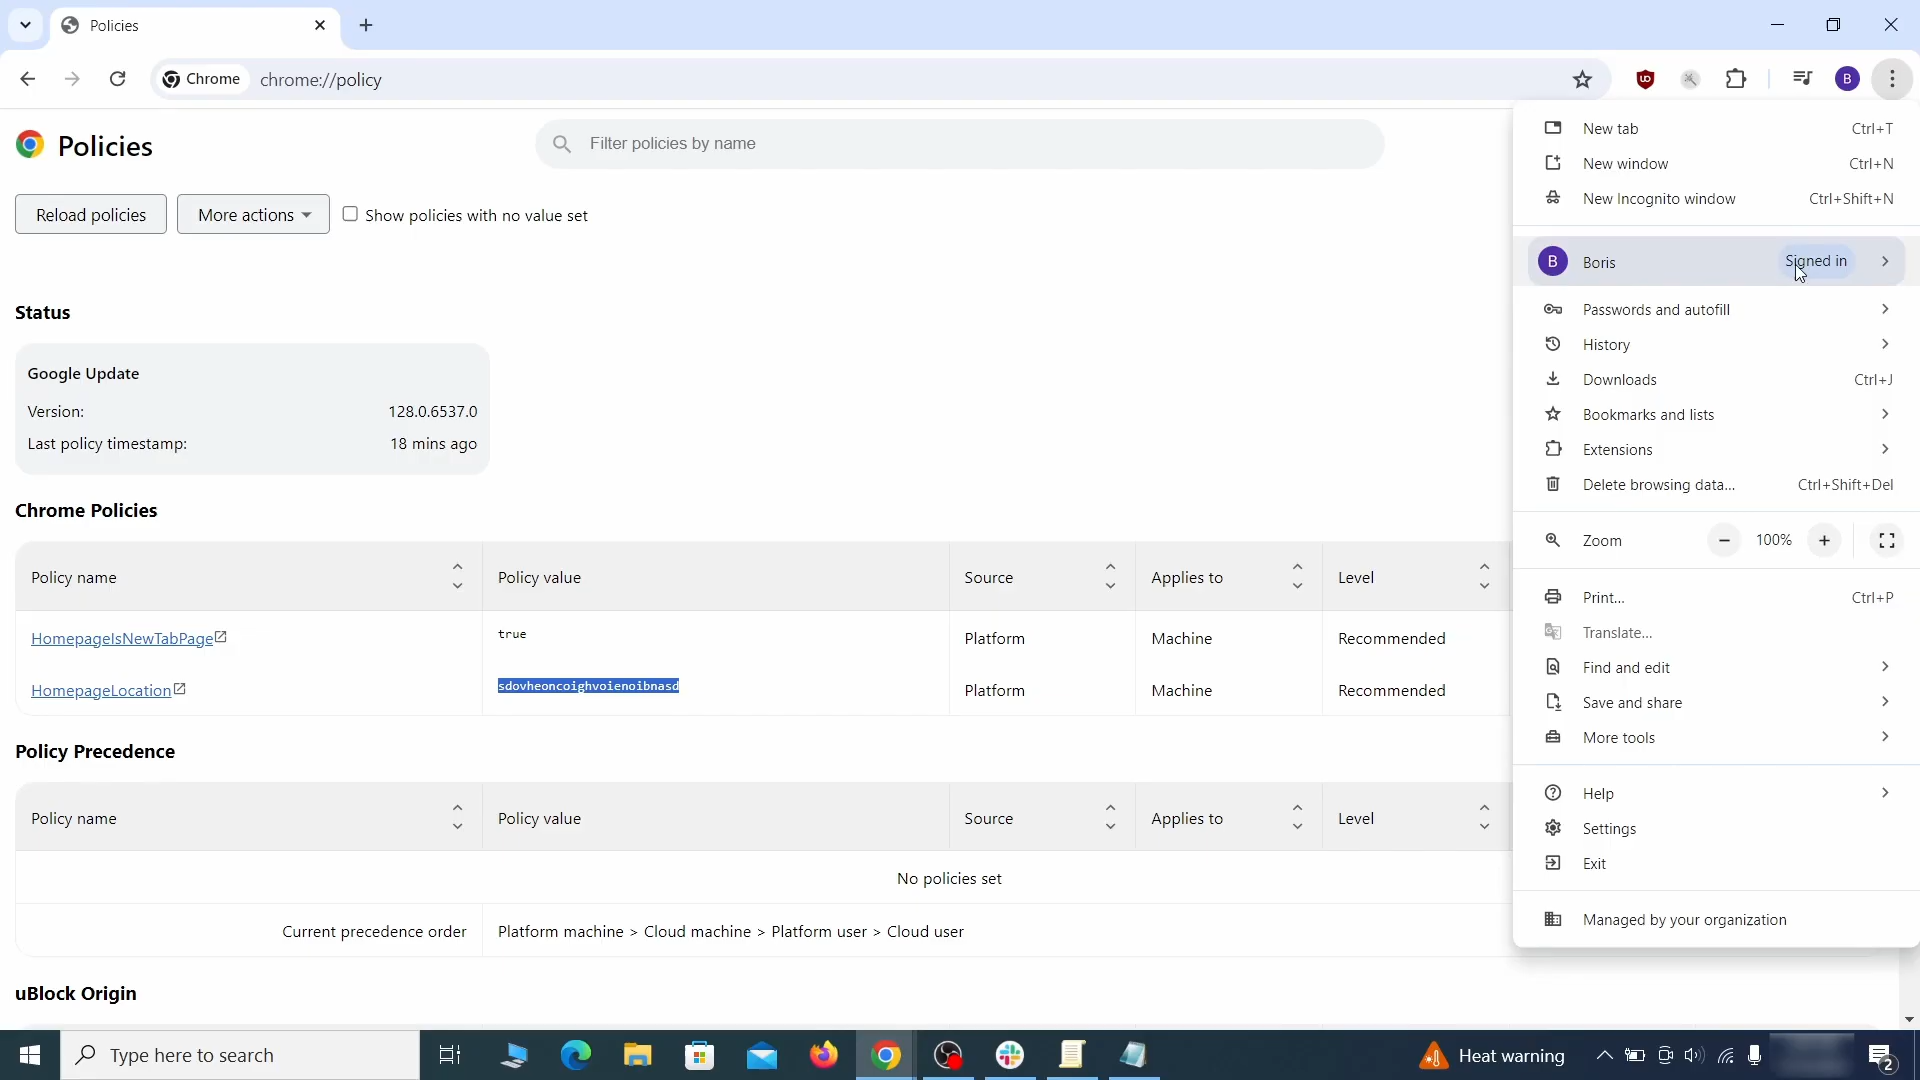 Policies
Chrome chrome://policy
B
Policies
Filter policies by name
Reload policies More actions Show policies with no value set
Status
Google Update
Version: 128.0.6537.0
Last policy timestamp: 18 mins ago
Chrome Policies
Policy name Policy value Source Applies to Level
HomepageIsNewTabPage true Platform Machine Recommended
HomepageLocation sdovheoncoighvoienoibnasd Platform Machine Recommended
Policy Precedence
Policy name Policy value Source Applies to Level
No policies set
Current precedence order Platform machine > Cloud machine > Platform user > Cloud user
uBlock Origin
New tab Ctrl+T
New window Ctrl+N
New Incognito window Ctrl+Shift+N
B Boris Signed in
Passwords and autofill
History
Downloads Ctrl+J
Bookmarks and lists
Extensions
Delete browsing data... Ctrl+Shift+Del
Zoom 100%
Print... Ctrl+P
Translate...
Find and edit
Save and share
More tools
Help
Settings
Exit
Managed by your organization
Type here to search
Heat warning
2